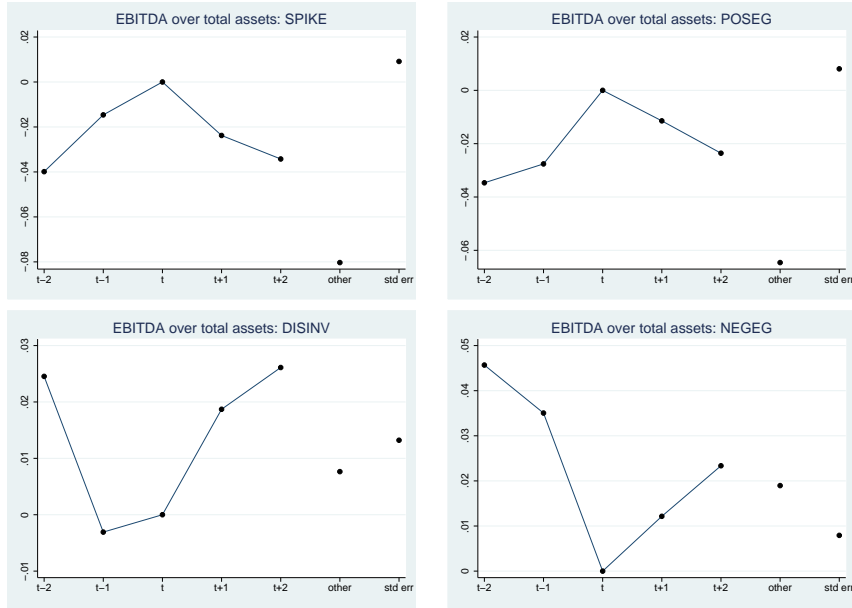 EBITDA over total assets: SPIKE
.02
0
−.02
−.04
−.06
−.08
t−2 t−1 t t+1 t+2 other std err
EBITDA over total assets: POSEG
.02
0
−.02
−.04
−.06
t−2 t−1 t t+1 t+2 other std err
EBITDA over total assets: DISINV
.03
.02
.01
0
−.01
t−2 t−1 t t+1 t+2 other std err
EBITDA over total assets: NEGEG
.05
.04
.03
.02
.01
0
t−2 t−1 t t+1 t+2 other std err